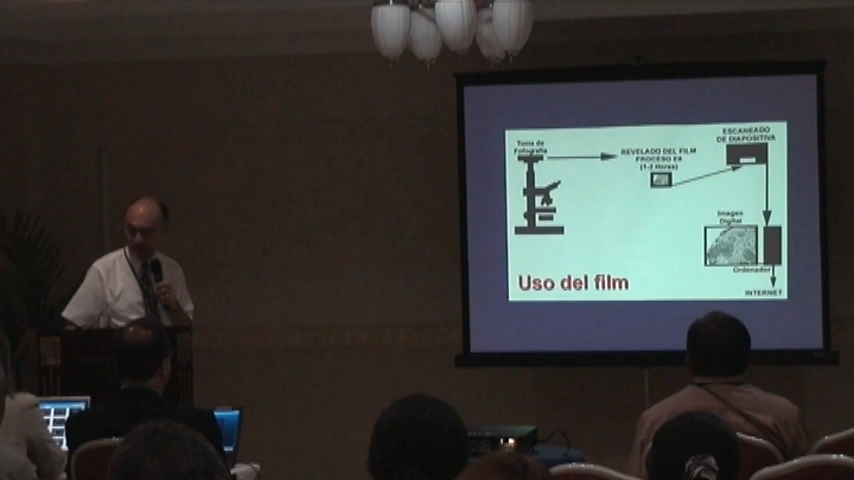 Toma de
Fotografía
REVELADO DEL FILM
PROCESO E6
(1-2 Horas)
ESCANEADO
DE DIAPOSITIVA
Imagen
Digital
Ordenador
INTERNET
Uso del film